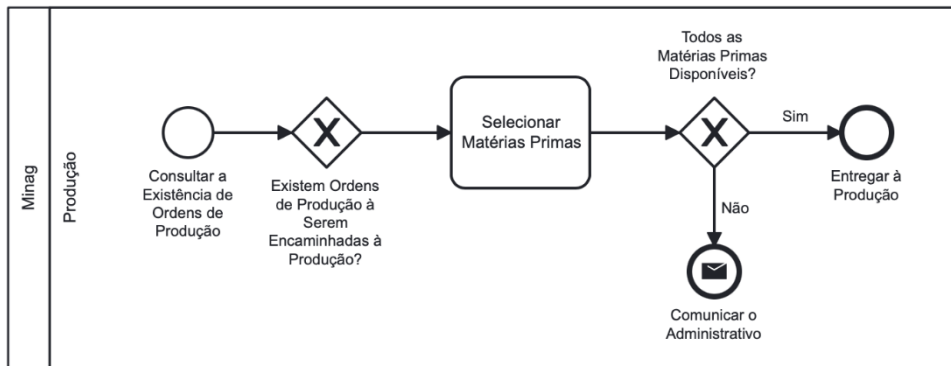 Minag
Produção
Consultar a
Existência de
Ordens de
Produção
Existem Ordens
de Produção à
Serem
Encaminhadas à
Produção?
Selecionar
Matérias Primas
Todos as
Matérias Primas
Disponíveis?
Sim
Entregar à
Produção
Não
Comunicar o
Administrativo